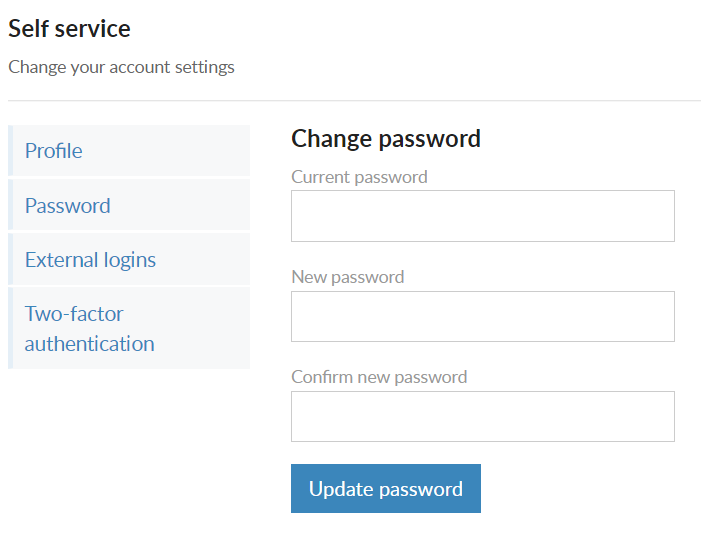 Self service
Change your account settings
Profile
Password
External logins
Two-factor
authentication
Change password
Current password
New password
Confirm new password
Update password